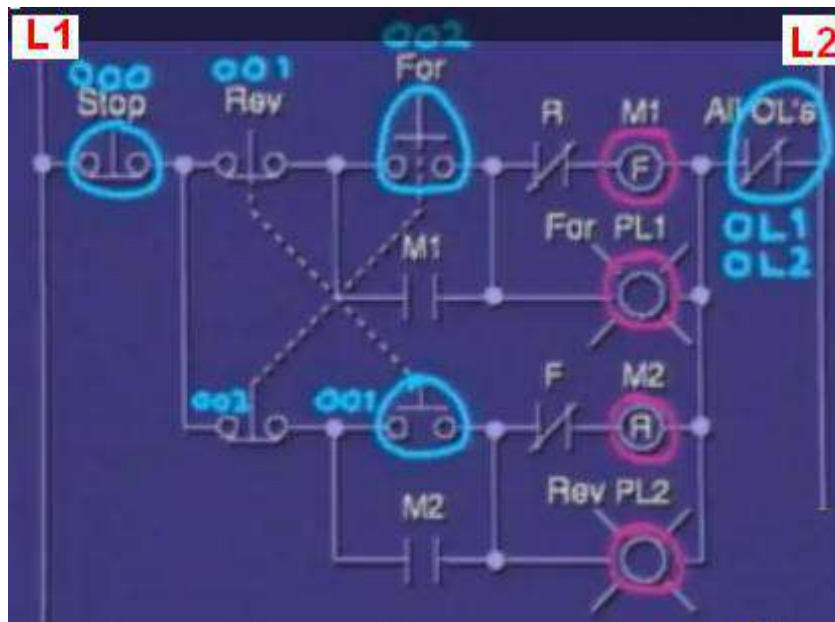 L1
L2
000
001
002
Stop
Rev
For
R
M1
All OL's
F
OL1
OL2
For PL1
M1
002
001
F
M2
R
Rev PL2
M2